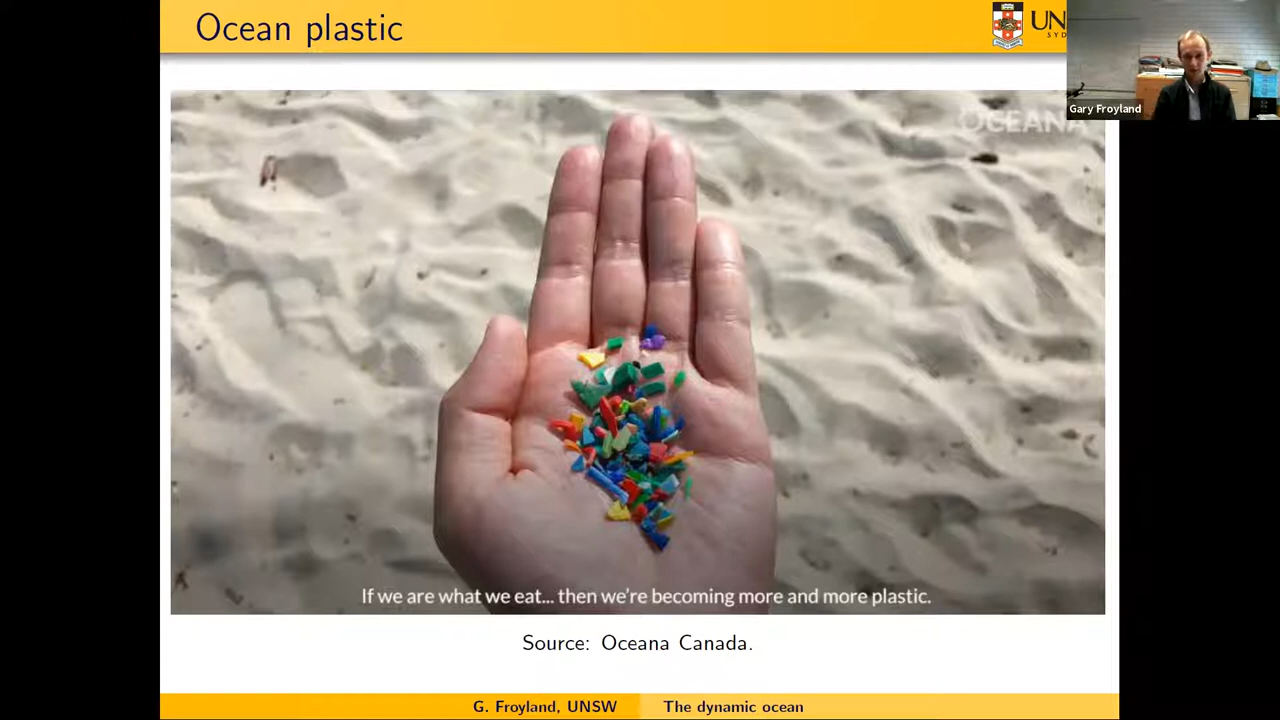 Ocean plastic
UN
SYD
Gary Froyland
OCEANA
If we are what we eat... then we're becoming more and more plastic.
Source: Oceana Canada.
G. Froyland, UNSW
The dynamic ocean